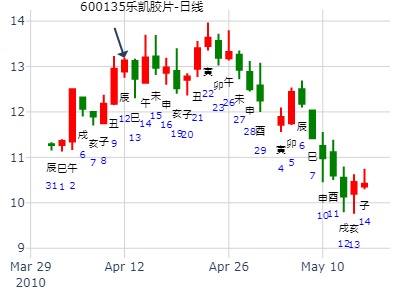 600135乐凯胶片-日线
14
13
12
11
10
9
辰巳午
31 1 2
戌
6
亥
7
子
8
丑
9
辰
12
巳
13
午
14
未
15
申
16
亥
19
子
20
丑
21
寅
22
卯
23
午
26
未
27
申
28
酉
29
寅
4
卯
5
辰
6
巳
7
申
10
酉
11
戌
12
亥
13
子
14
Mar 29
2010
Apr 12
Apr 26
May 10